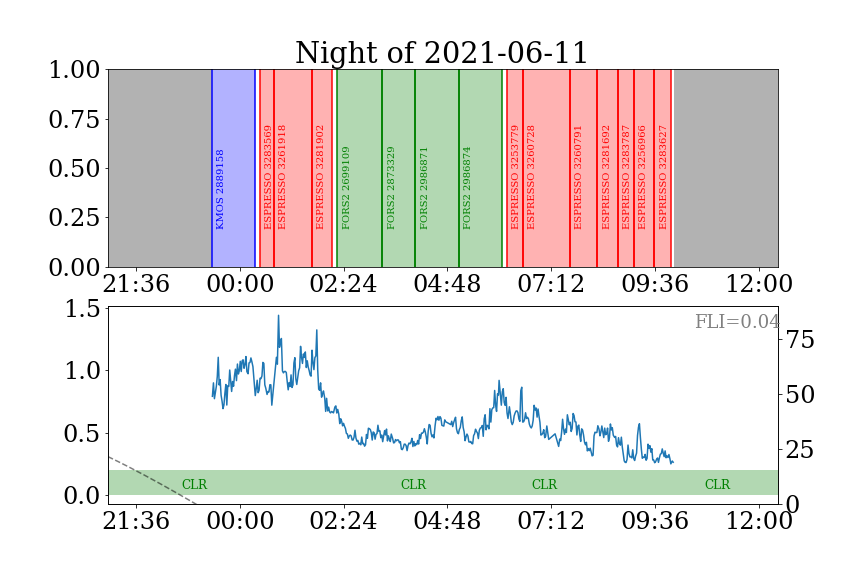 Night of 2021-06-11
1.00
0.75
0.50
0.25
0.00
KMOS 2889158
ESPRESSO 3283569
ESPRESSO 3261918
ESPRESSO 3281902
FORS2 2699109
FORS2 2873329
FORS2 2986871
FORS2 2986874
ESPRESSO 3253779
ESPRESSO 3260728
ESPRESSO 3260791
ESPRESSO 3281692
ESPRESSO 3283787
ESPRESSO 3256966
ESPRESSO 3283627
21:36 00:00 02:24 04:48 07:12 09:36 12:00
1.5
1.0
0.5
0.0
FLI=0.04
75
50
25
0
CLR CLR CLR CLR
21:36 00:00 02:24 04:48 07:12 09:36 12:00